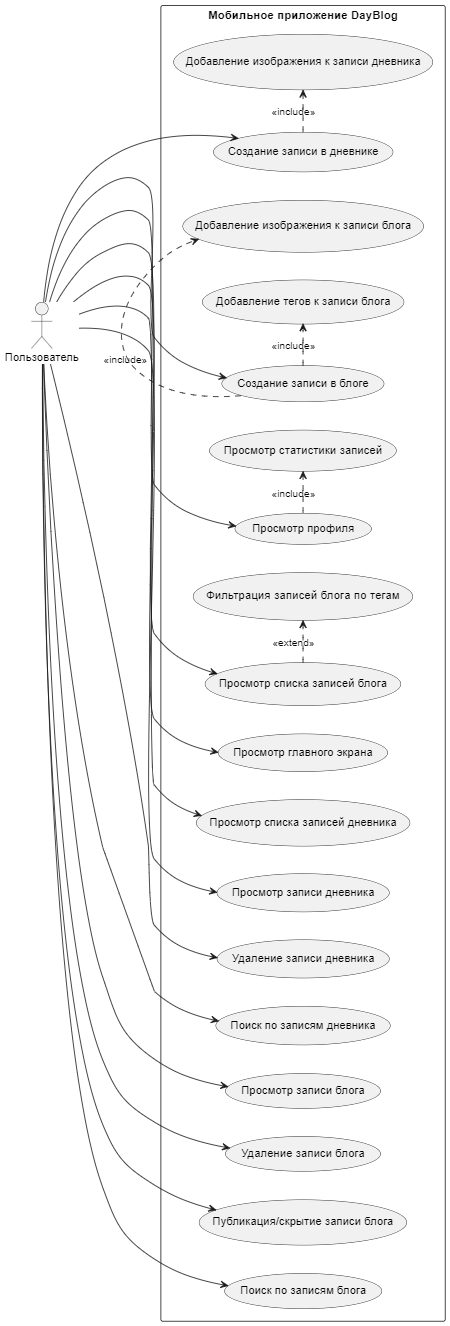 Мобильное приложение DayBlog
Добавление изображения к записи дневника
«include»
Создание записи в дневнике
Добавление изображения к записи блога
Добавление тегов к записи блога
«include»
Пользователь
«include»
Создание записи в блоге
Просмотр статистики записей
«include»
Просмотр профиля
Фильтрация записей блога по тегам
«extend»
Просмотр списка записей блога
Просмотр главного экрана
Просмотр списка записей дневника
Просмотр записи дневника
Удаление записи дневника
Поиск по записям дневника
Просмотр записи блога
Удаление записи блога
Публикация/скрытие записи блога
Поиск по записям блога